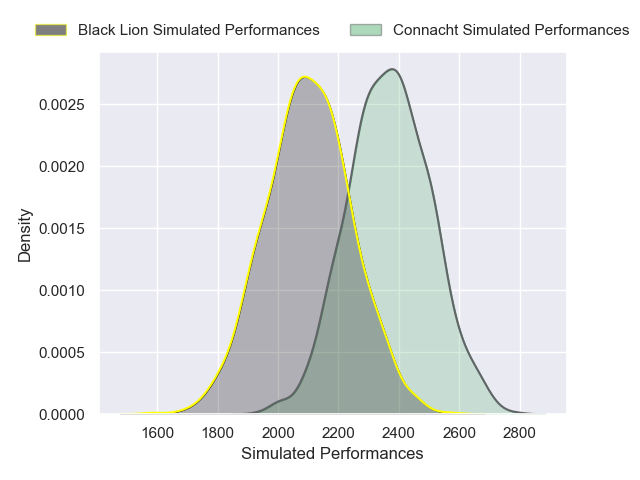 Black Lion Simulated Performances Connacht Simulated Performances
0.0025
0.0020
0.0015
0.0010
0.0005
0.0000
Density
1600 1800 2000 2200 2400 2600 2800
Simulated Performances